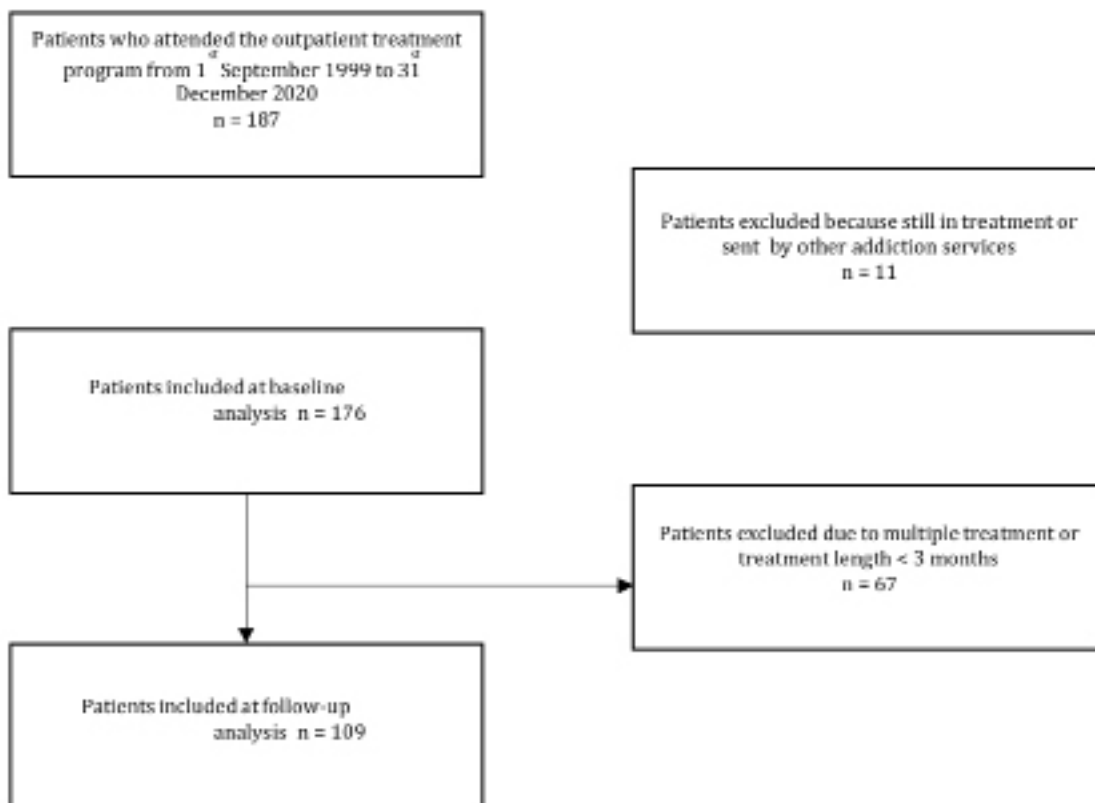 Patients who attended the outpatient treatment
program from 1st September 1999 to 31st
December 2020
n = 187
Patients excluded because still in treatment or
sent by other addiction services
n = 11
Patients included at baseline
analysis n = 176
Patients excluded due to multiple treatment or
treatment length < 3 months
n = 67
Patients included at follow-up
analysis n = 109